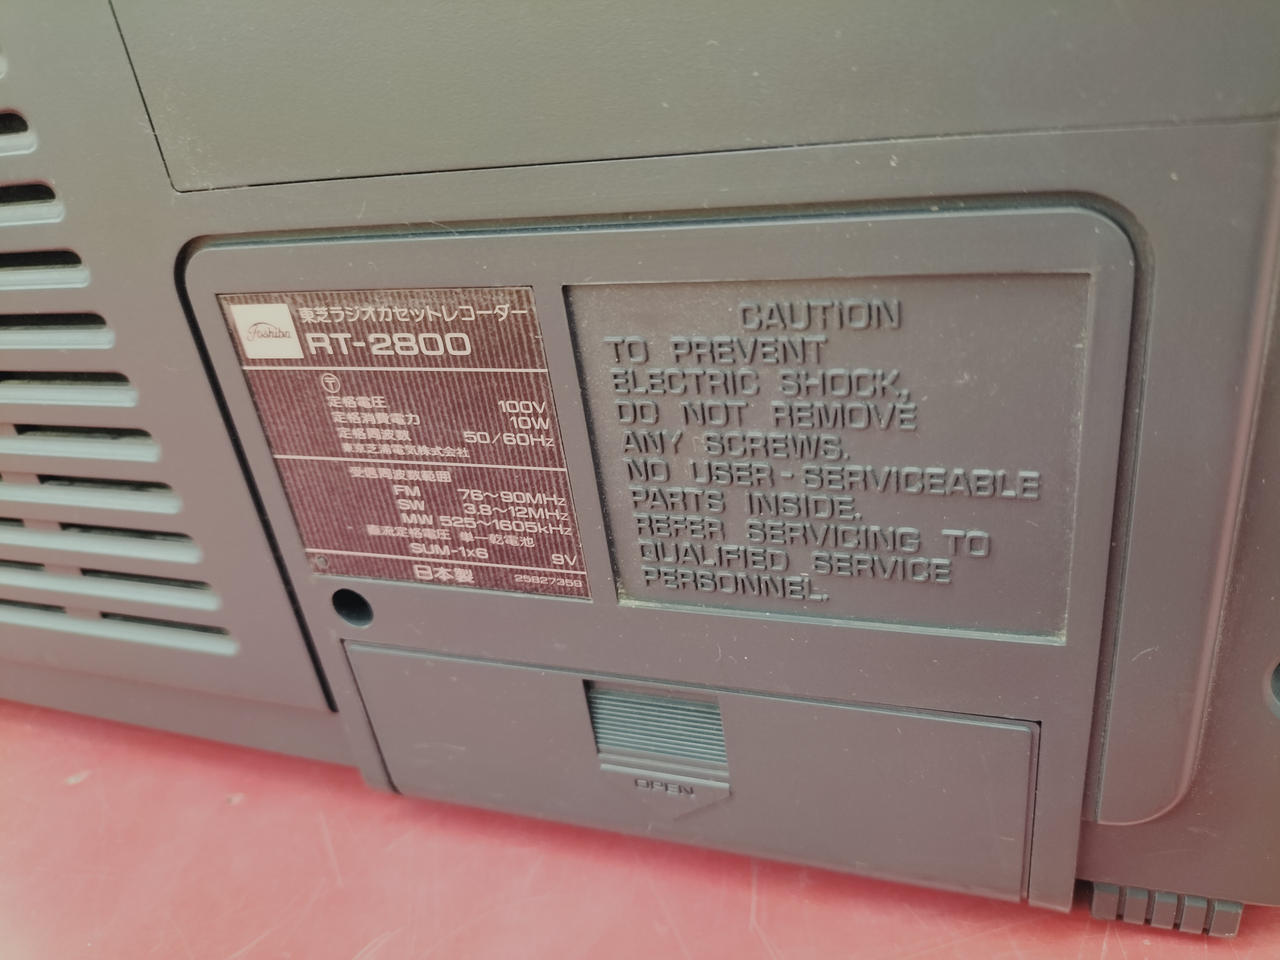 Toshiba
東芝ラジオカセットレコーダー
RT-2800
〒
定格電圧 100V
定格消費電力 10W
定格周波数 50/60Hz
東京芝浦電気株式会社
受信周波数範囲
FM 76～90MHz
SW 3.8～12MHz
MW 525～1605kHz
直流定格電圧 単一乾電池
SUM-1x6 9V
日本製 25827359
CAUTION
TO PREVENT
ELECTRIC SHOCK,
DO NOT REMOVE
ANY SCREWS.
NO USER-SERVICEABLE
PARTS INSIDE.
REFER SERVICING TO
QUALIFIED SERVICE
PERSONNEL.
OPEN